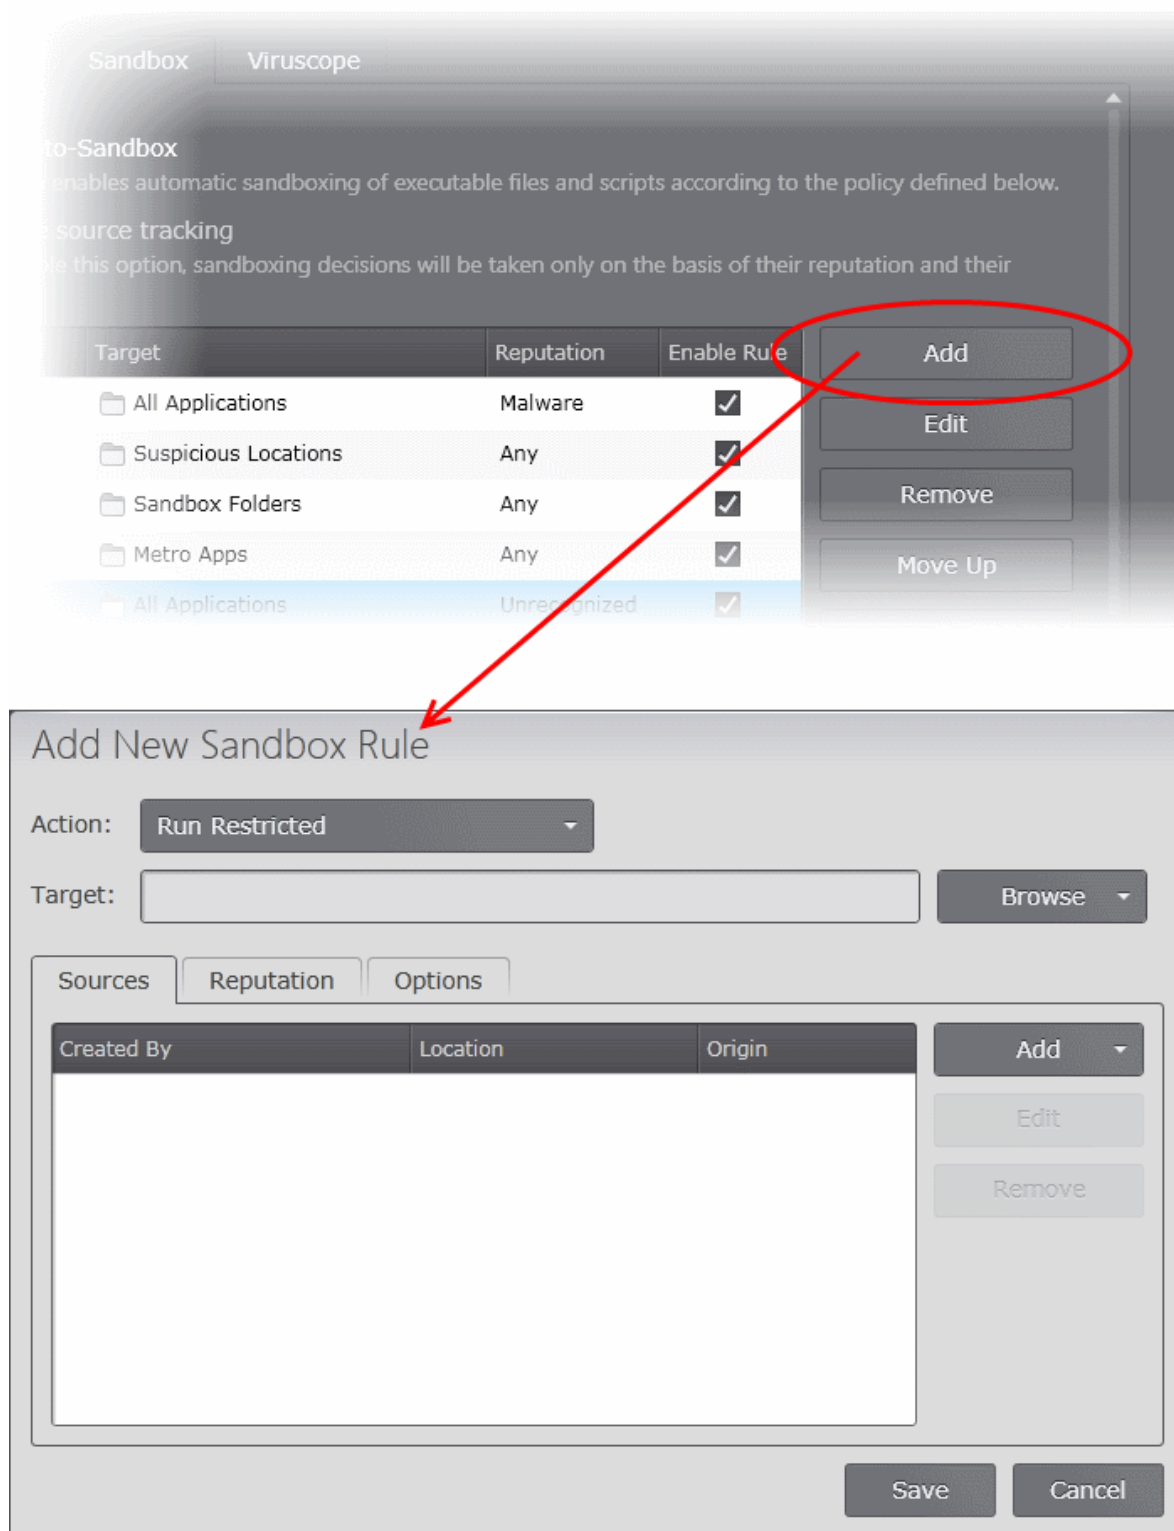 Sandbox Viruscope
to-Sandbox
enables automatic sandboxing of executable files and scripts according to the policy defined below.
source tracking
this option, sandboxing decisions will be taken only on the basis of their reputation and their
Target Reputation Enable Rule Add
All Applications Malware
Edit
Suspicious Locations Any
Remove
Sandbox Folders Any
Metro Apps Any
Move Up
All Applications Unrecognized
Add New Sandbox Rule
Action: Run Restricted
Target: Browse
Sources Reputation Options
Created By Location Origin Add
Edit
Remove
Save Cancel